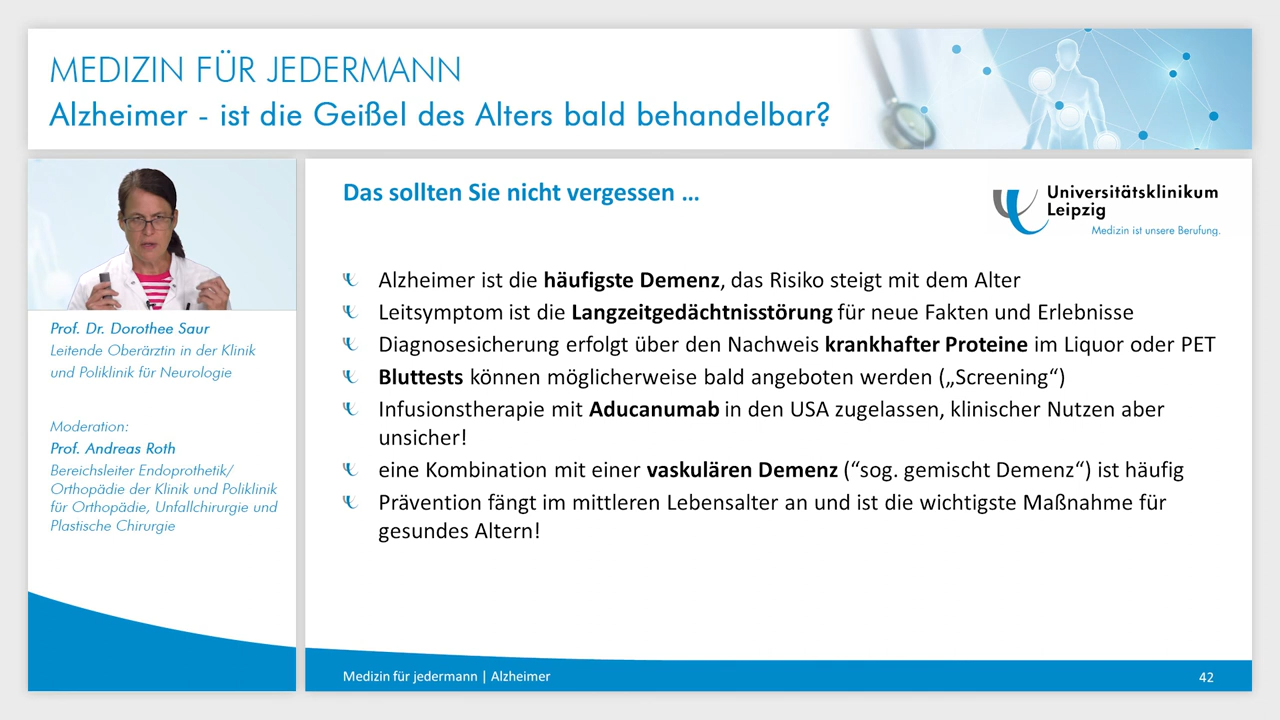 MEDIZIN FÜR JEDERMANN
Alzheimer - ist die Geißel des Alters bald behandelbar?
Prof. Dr. Dorothee Saur
Leitende Oberärztin in der Klinik
und Poliklinik für Neurologie
Moderation:
Prof. Andreas Roth
Bereichsleiter Endoprothetik/
Orthopädie der Klinik und Poliklinik
für Orthopädie, Unfallchirurgie und
Plastische Chirurgie
Das sollten Sie nicht vergessen ...
Universitätsklinikum
Leipzig
Medizin ist unsere Berufung.
Alzheimer ist die häufigste Demenz, das Risiko steigt mit dem Alter
Leitsymptom ist die Langzeitgedächtnisstörung für neue Fakten und Erlebnisse
Diagnosesicherung erfolgt über den Nachweis krankhafter Proteine im Liquor oder PET
Bluttests können möglicherweise bald angeboten werden („Screening“)
Infusionstherapie mit Aducanumab in den USA zugelassen, klinischer Nutzen aber
unsicher!
eine Kombination mit einer vaskulären Demenz (“sog. gemischt Demenz“) ist häufig
Prävention fängt im mittleren Lebensalter an und ist die wichtigste Maßnahme für
gesundes Altern!
Medizin für jedermann | Alzheimer
42